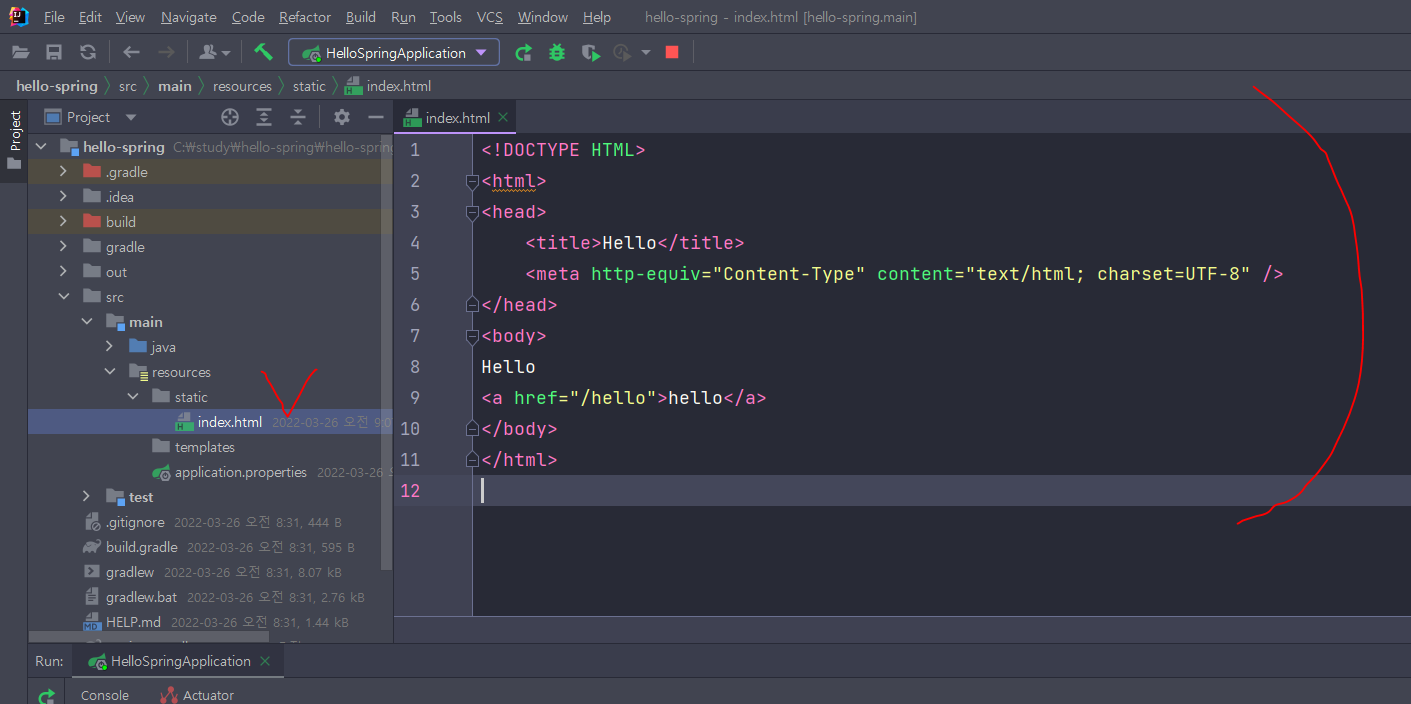 File Edit View Navigate Code Refactor Build Run Tools VCS Window Help hello-spring - index.html [hello-spring.main]
HelloSpringApplication
hello-spring src main resources static index.html
Project
Project
index.html
hello-spring C:₩study₩hello-spring₩hello-spring
.gradle
.idea
build
gradle
out
src
main
java
resources
static
index.html 2022-03-26 오전 9:0
templates
application.properties 2022-03-26 오전
test
.gitignore 2022-03-26 오전 8:31, 444 B
build.gradle 2022-03-26 오전 8:31, 595 B
gradlew 2022-03-26 오전 8:31, 8.07 kB
gradlew.bat 2022-03-26 오전 8:31, 2.76 kB
HELP.md 2022-03-26 오전 8:31, 1.44 kB
1 <!DOCTYPE HTML>
2 <html>
3 <head>
4 <title>Hello</title>
5 <meta http-equiv="Content-Type" content="text/html; charset=UTF-8" />
6 </head>
7 <body>
8 Hello
9 <a href="/hello">hello</a>
10 </body>
11 </html>
12
Run: HelloSpringApplication
Console Actuator